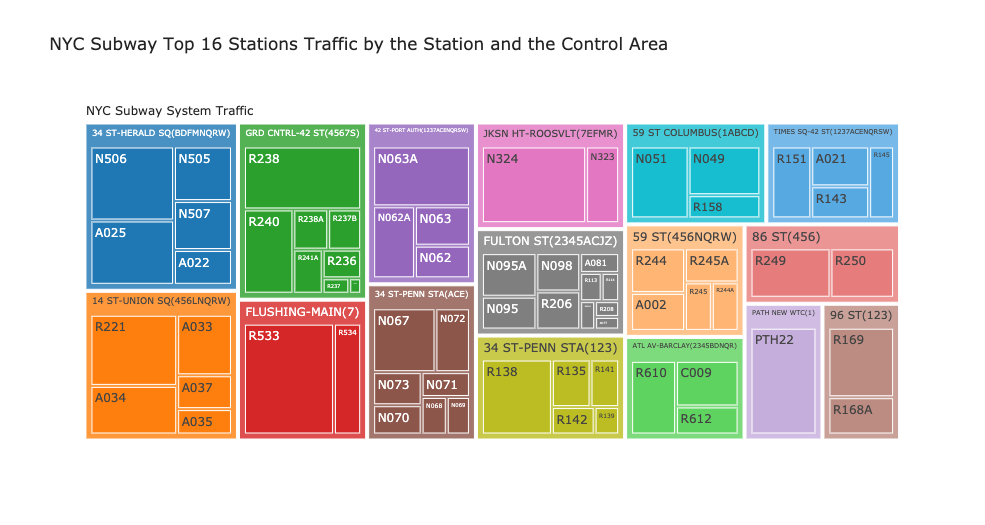 NYC Subway Top 16 Stations Traffic by the Station and the Control Area
NYC Subway System Traffic
34 ST-HERALD SQ(BDFMNQRW)
N506
N505
N507
A025
A022
14 ST-UNION SQ(456LNQRW)
R221
A033
A037
A034
A035
GRD CNTRL-42 ST(4567S)
R238
R240
R238A
R237B
R241A
R236
R237
FLUSHING-MAIN(7)
R533
R534
42 ST-PORT AUTH(1237ACENQRSW)
N063A
N062A
N063
N062
34 ST-PENN STA(ACE)
N067
N072
N073
N071
N070
N068
N069
JKSN HT-ROOSVLT(7EFMR)
N324
N323
FULTON ST(2345ACJZ)
N095A
N098
A081
R113
N095
R206
R208
34 ST-PENN STA(123)
R138
R135
R141
R142
R139
59 ST COLUMBUS(1ABCD)
N051
N049
R158
TIMES SQ-42 ST(1237ACENQRSW)
R151
A021
R145
R143
59 ST(456NQRW)
R244
R245A
A002
R245
R244A
86 ST(456)
R249
R250
ATL AV-BARCLAY(2345BDNQR)
R610
C009
R612
PATH NEW WTC(1)
PTH22
96 ST(123)
R169
R168A